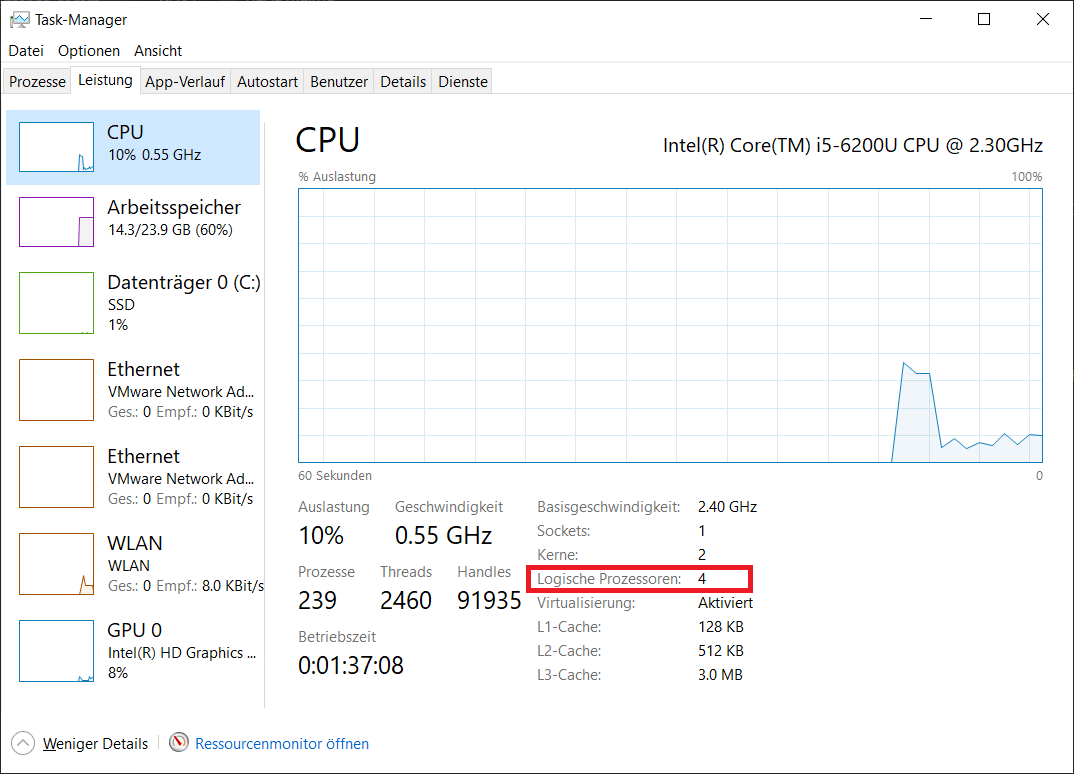 Task-Manager
Datei Optionen Ansicht
Prozesse Leistung App-Verlauf Autostart Benutzer Details Dienste
CPU
10% 0.55 GHz
Arbeitsspeicher
14.3/23.9 GB (60%)
Datenträger 0 (C:)
SSD
1%
Ethernet
VMware Network Ad...
Ges.: 0 Empf.: 0 KBit/s
Ethernet
VMware Network Ad...
Ges.: 0 Empf.: 0 KBit/s
WLAN
WLAN
Ges.: 0 Empf.: 8.0 KBit/s
GPU 0
Intel(R) HD Graphics ...
8%
CPU
Intel(R) Core(TM) i5-6200U CPU @ 2.30GHz
% Auslastung 100%
60 Sekunden 0
Auslastung Geschwindigkeit
10% 0.55 GHz
Prozesse Threads Handles
239 2460 91935
Betriebszeit
0:01:37:08
Basisgeschwindigkeit: 2.40 GHz
Sockets: 1
Kerne: 2
Logische Prozessoren: 4
Virtualisierung: Aktiviert
L1-Cache: 128 KB
L2-Cache: 512 KB
L3-Cache: 3.0 MB
Weniger Details Ressourcenmonitor öffnen